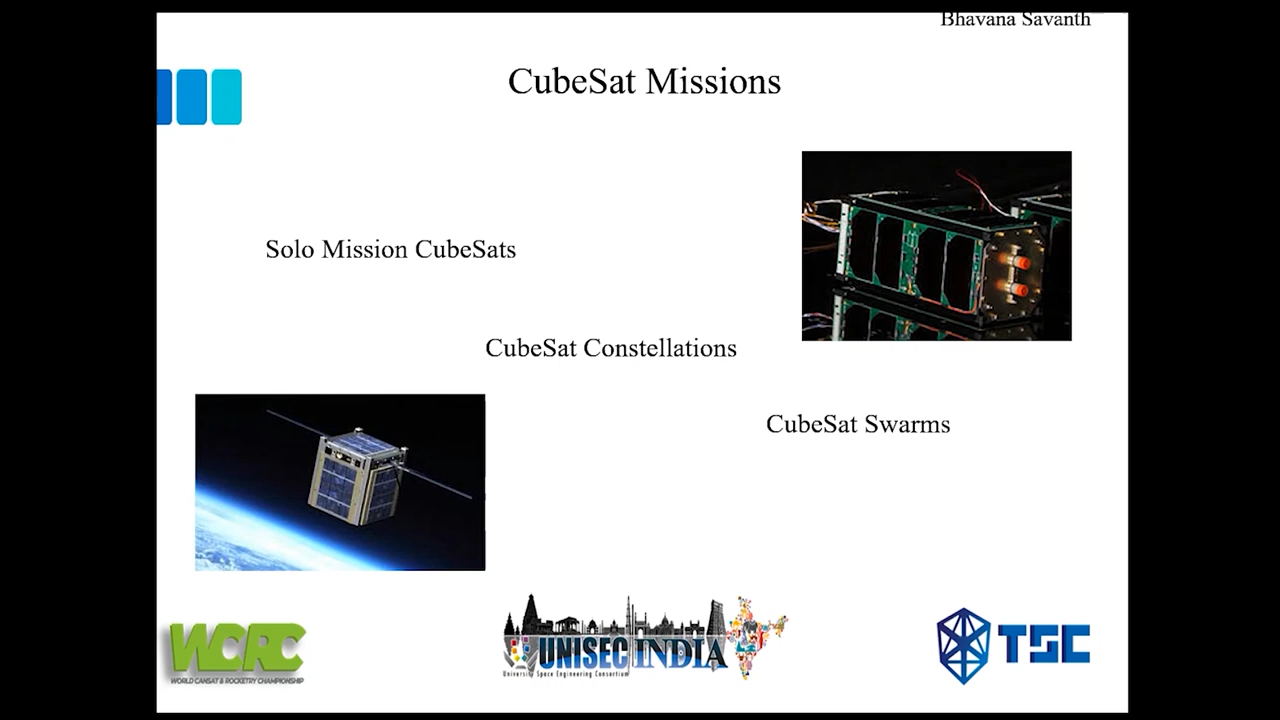 Bhavana Savanth
CubeSat Missions
Solo Mission CubeSats
CubeSat Constellations
CubeSat Swarms
WCRC
WORLD CANSAT & ROCKETRY CHAMPIONSHIP
UNISEC INDIA
University Space Engineering Consortium
TSC